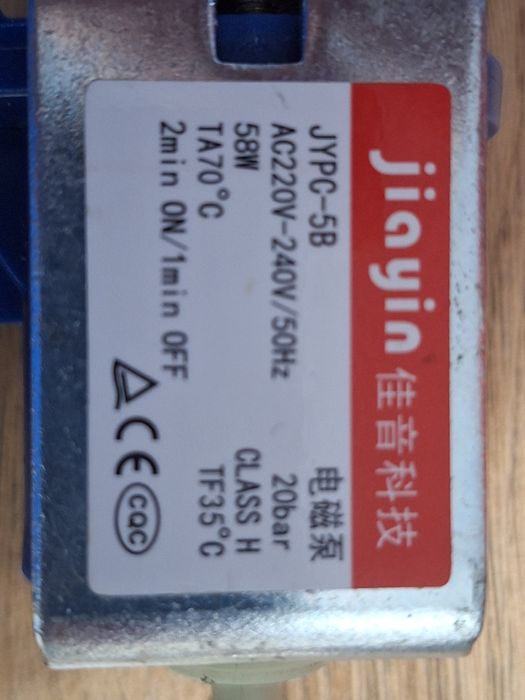 jiayin 佳音科技
JYPC-5B 电磁泵
AC220V-240V/50Hz 20bar
58W CLASS H
TA70°C TF35°C
2min ON/1min OFF
CE CQC